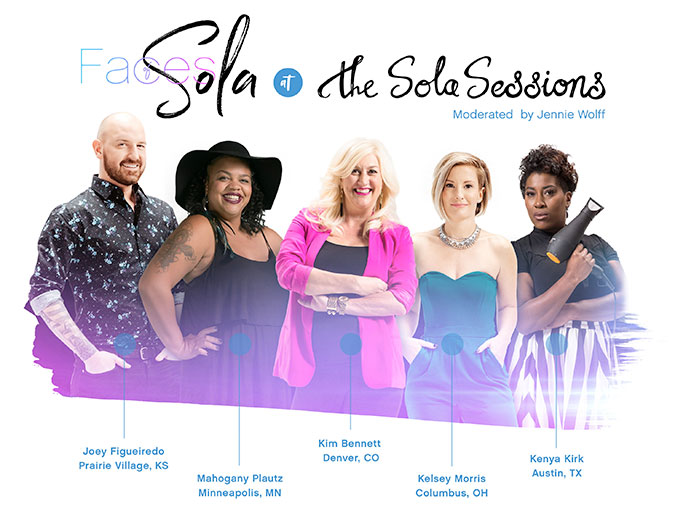 Faces of Sola at the Sola Sessions
Moderated by Jennie Wolff
Joey Figueiredo
Prairie Village, KS
Mahogany Plautz
Minneapolis, MN
Kim Bennett
Denver, CO
Kelsey Morris
Columbus, OH
Kenya Kirk
Austin, TX